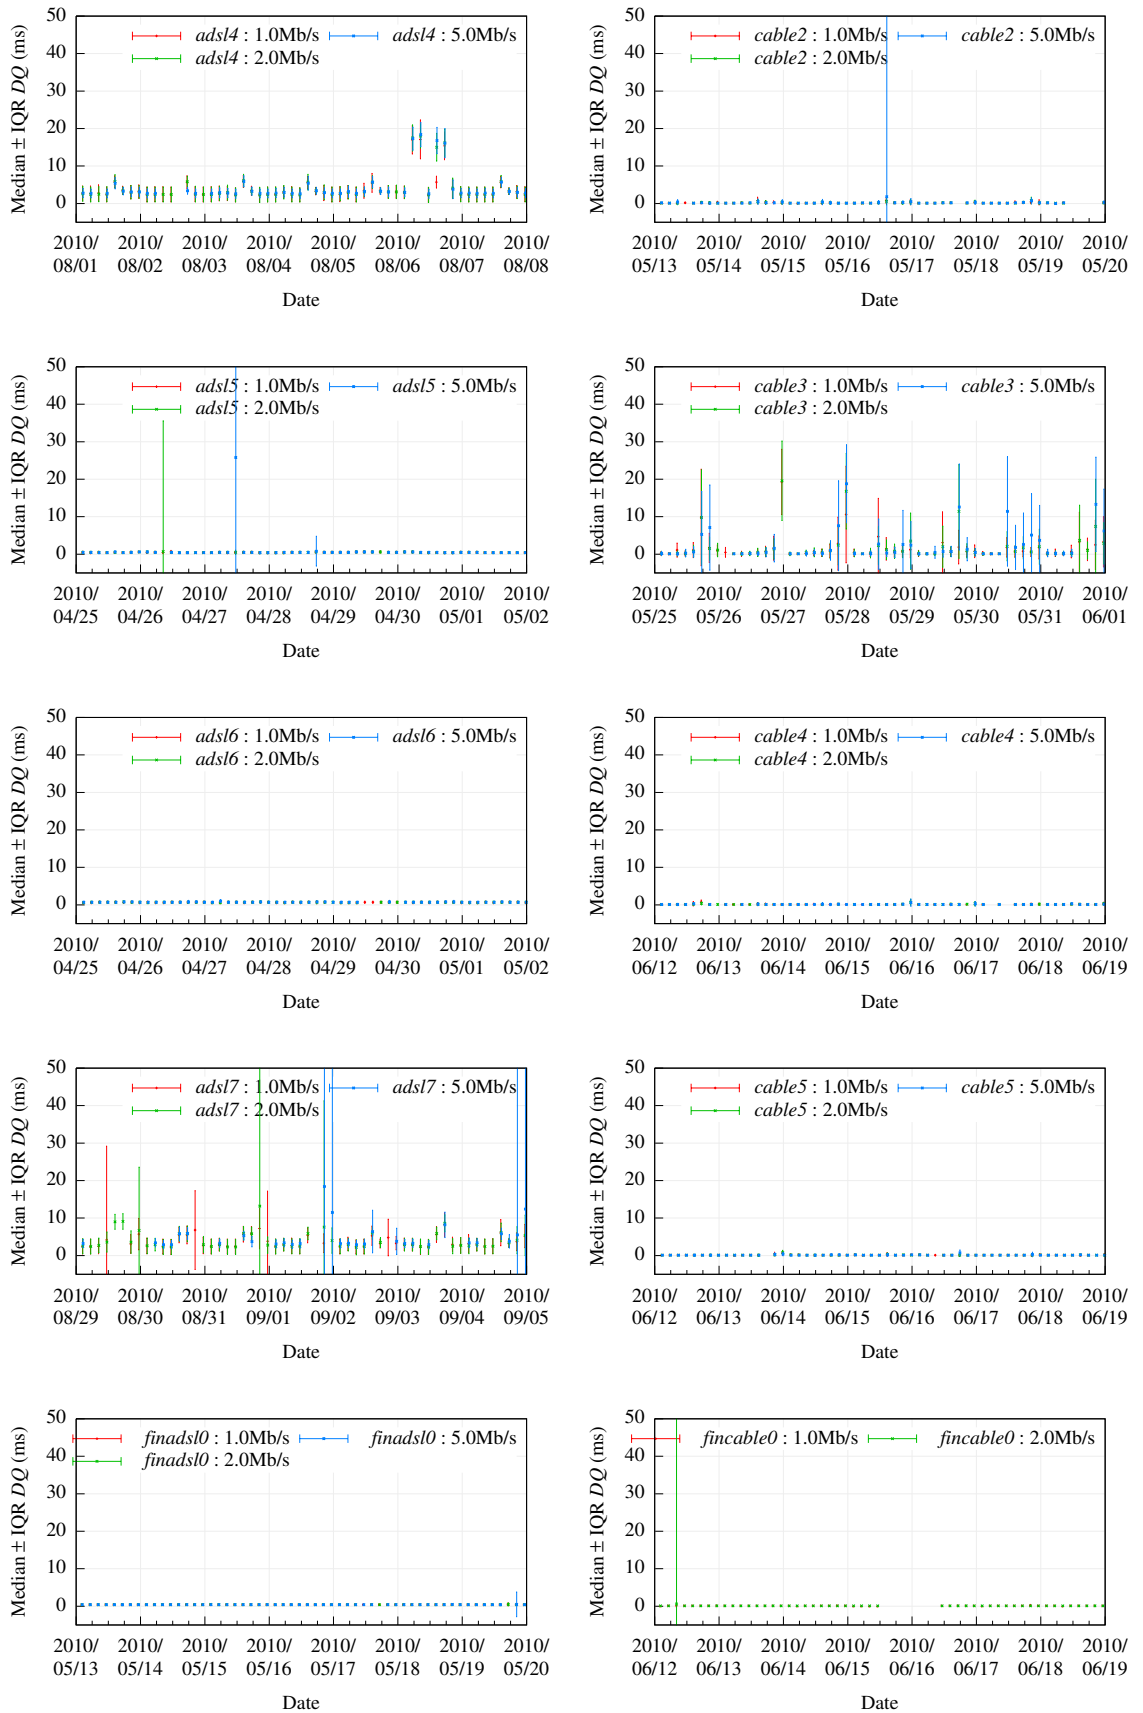 Median ± IQR DQ (ms)
50
40
30
20
10
0
adsl4 : 1.0Mb/s
adsl4 : 5.0Mb/s
adsl4 : 2.0Mb/s
2010/ 2010/ 2010/ 2010/ 2010/ 2010/ 2010/ 2010/
08/01 08/02 08/03 08/04 08/05 08/06 08/07 08/08
Date
Median ± IQR DQ (ms)
50
40
30
20
10
0
cable2 : 1.0Mb/s
cable2 : 5.0Mb/s
cable2 : 2.0Mb/s
2010/ 2010/ 2010/ 2010/ 2010/ 2010/ 2010/ 2010/
05/13 05/14 05/15 05/16 05/17 05/18 05/19 05/20
Date
Median ± IQR DQ (ms)
50
40
30
20
10
0
adsl5 : 1.0Mb/s
adsl5 : 5.0Mb/s
adsl5 : 2.0Mb/s
2010/ 2010/ 2010/ 2010/ 2010/ 2010/ 2010/ 2010/
04/25 04/26 04/27 04/28 04/29 04/30 05/01 05/02
Date
Median ± IQR DQ (ms)
50
40
30
20
10
0
cable3 : 1.0Mb/s
cable3 : 5.0Mb/s
cable3 : 2.0Mb/s
2010/ 2010/ 2010/ 2010/ 2010/ 2010/ 2010/ 2010/
05/25 05/26 05/27 05/28 05/29 05/30 05/31 06/01
Date
Median ± IQR DQ (ms)
50
40
30
20
10
0
adsl6 : 1.0Mb/s
adsl6 : 5.0Mb/s
adsl6 : 2.0Mb/s
2010/ 2010/ 2010/ 2010/ 2010/ 2010/ 2010/ 2010/
04/25 04/26 04/27 04/28 04/29 04/30 05/01 05/02
Date
Median ± IQR DQ (ms)
50
40
30
20
10
0
cable4 : 1.0Mb/s
cable4 : 5.0Mb/s
cable4 : 2.0Mb/s
2010/ 2010/ 2010/ 2010/ 2010/ 2010/ 2010/ 2010/
06/12 06/13 06/14 06/15 06/16 06/17 06/18 06/19
Date
Median ± IQR DQ (ms)
50
40
30
20
10
0
adsl7 : 1.0Mb/s
adsl7 : 5.0Mb/s
adsl7 : 2.0Mb/s
2010/ 2010/ 2010/ 2010/ 2010/ 2010/ 2010/ 2010/
08/29 08/30 08/31 09/01 09/02 09/03 09/04 09/05
Date
Median ± IQR DQ (ms)
50
40
30
20
10
0
cable5 : 1.0Mb/s
cable5 : 5.0Mb/s
cable5 : 2.0Mb/s
2010/ 2010/ 2010/ 2010/ 2010/ 2010/ 2010/ 2010/
06/12 06/13 06/14 06/15 06/16 06/17 06/18 06/19
Date
Median ± IQR DQ (ms)
50
40
30
20
10
0
finadsl0 : 1.0Mb/s
finadsl0 : 5.0Mb/s
finadsl0 : 2.0Mb/s
2010/ 2010/ 2010/ 2010/ 2010/ 2010/ 2010/ 2010/
05/13 05/14 05/15 05/16 05/17 05/18 05/19 05/20
Date
Median ± IQR DQ (ms)
50
40
30
20
10
0
fincable0 : 1.0Mb/s
fincable0 : 2.0Mb/s
2010/ 2010/ 2010/ 2010/ 2010/ 2010/ 2010/ 2010/
06/12 06/13 06/14 06/15 06/16 06/17 06/18 06/19
Date